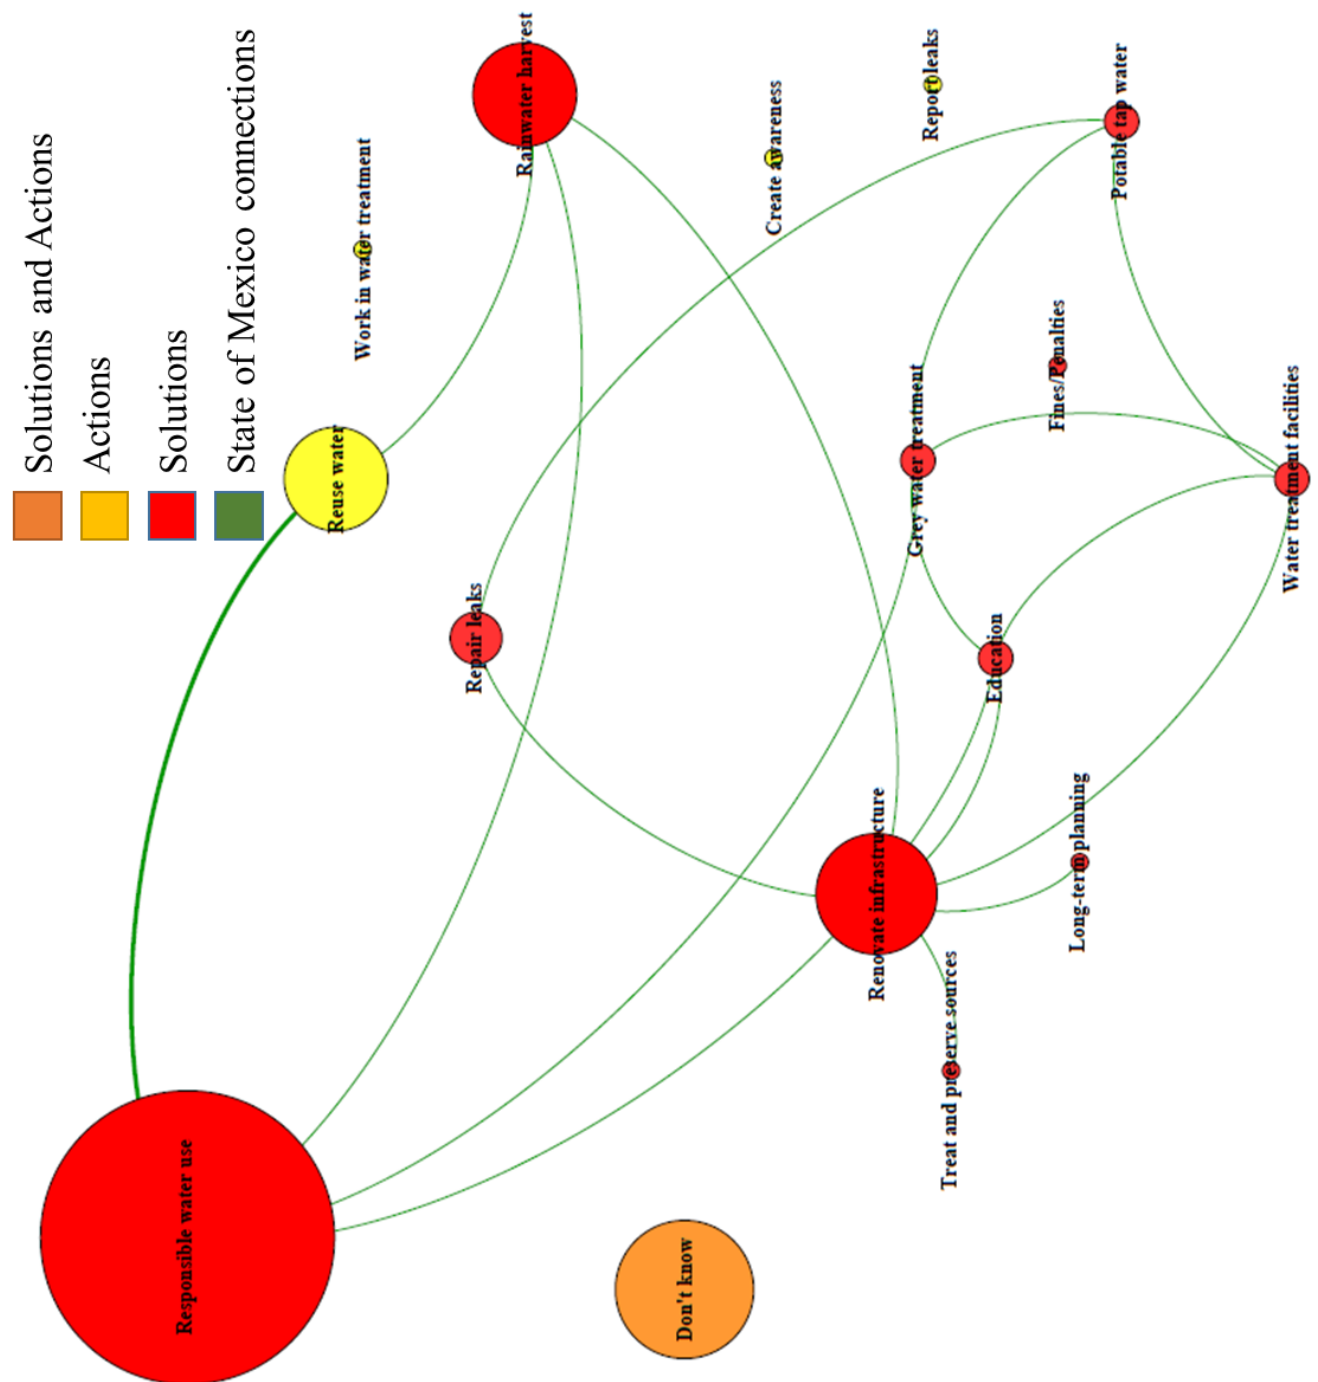 Solutions and Actions
Actions
Solutions
State of Mexico connections
Responsible water use
Reuse water
Work in water treatment
Repair leaks
Rainwater harvest
Don't know
Create awareness
Renovate infrastructure
Grey water treatment
Report leaks
Treat and preserve sources
Education
Fines/Penalties
Long-term planning
Potable tap water
Water treatment facilities